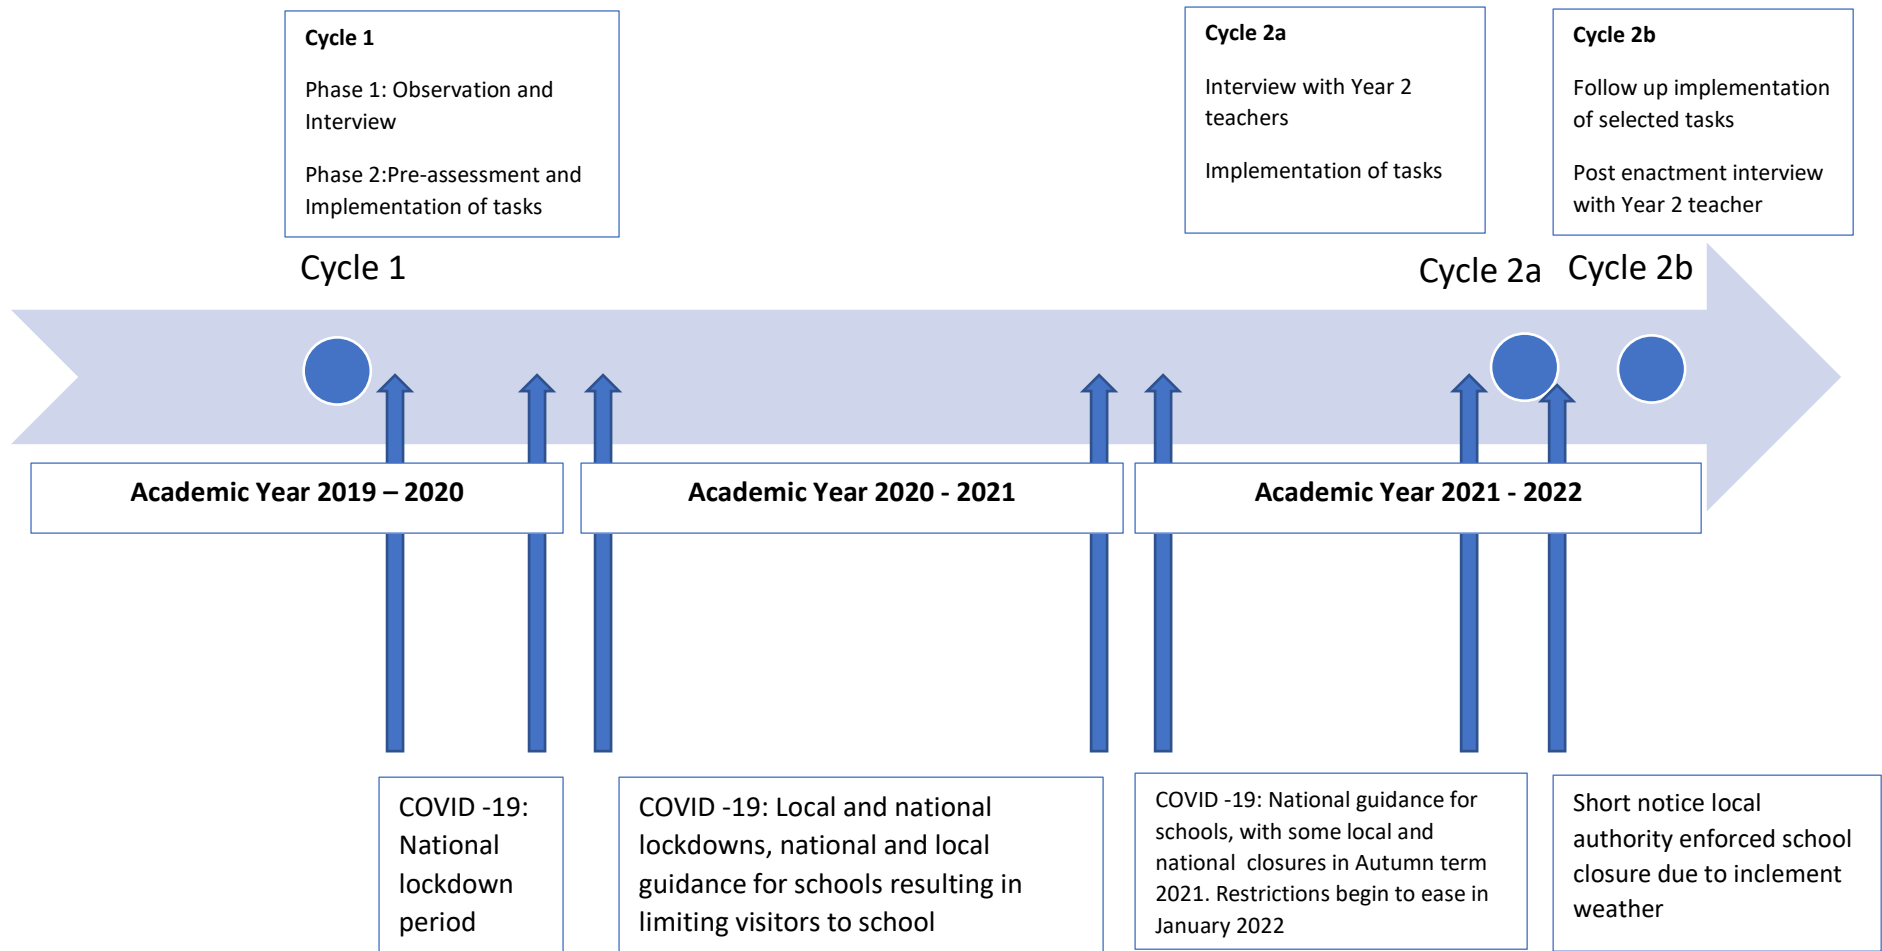 Cycle 1
Phase 1: Observation and
Interview
Phase 2:Pre-assessment and
Implementation of tasks
Cycle 2a
Interview with Year 2
teachers
Implementation of tasks
Cycle 2b
Follow up implementation
of selected tasks
Post enactment interview
with Year 2 teacher
Cycle 1
Cycle 2a
Cycle 2b
Academic Year 2019 – 2020
Academic Year 2020 - 2021
Academic Year 2021 - 2022
COVID -19:
National
lockdown
period
COVID -19: Local and national
lockdowns, national and local
guidance for schools resulting in
limiting visitors to school
COVID -19: National guidance for
schools, with some local and
national  closures in Autumn term
2021. Restrictions begin to ease in
January 2022
Short notice local
authority enforced school
closure due to inclement
weather